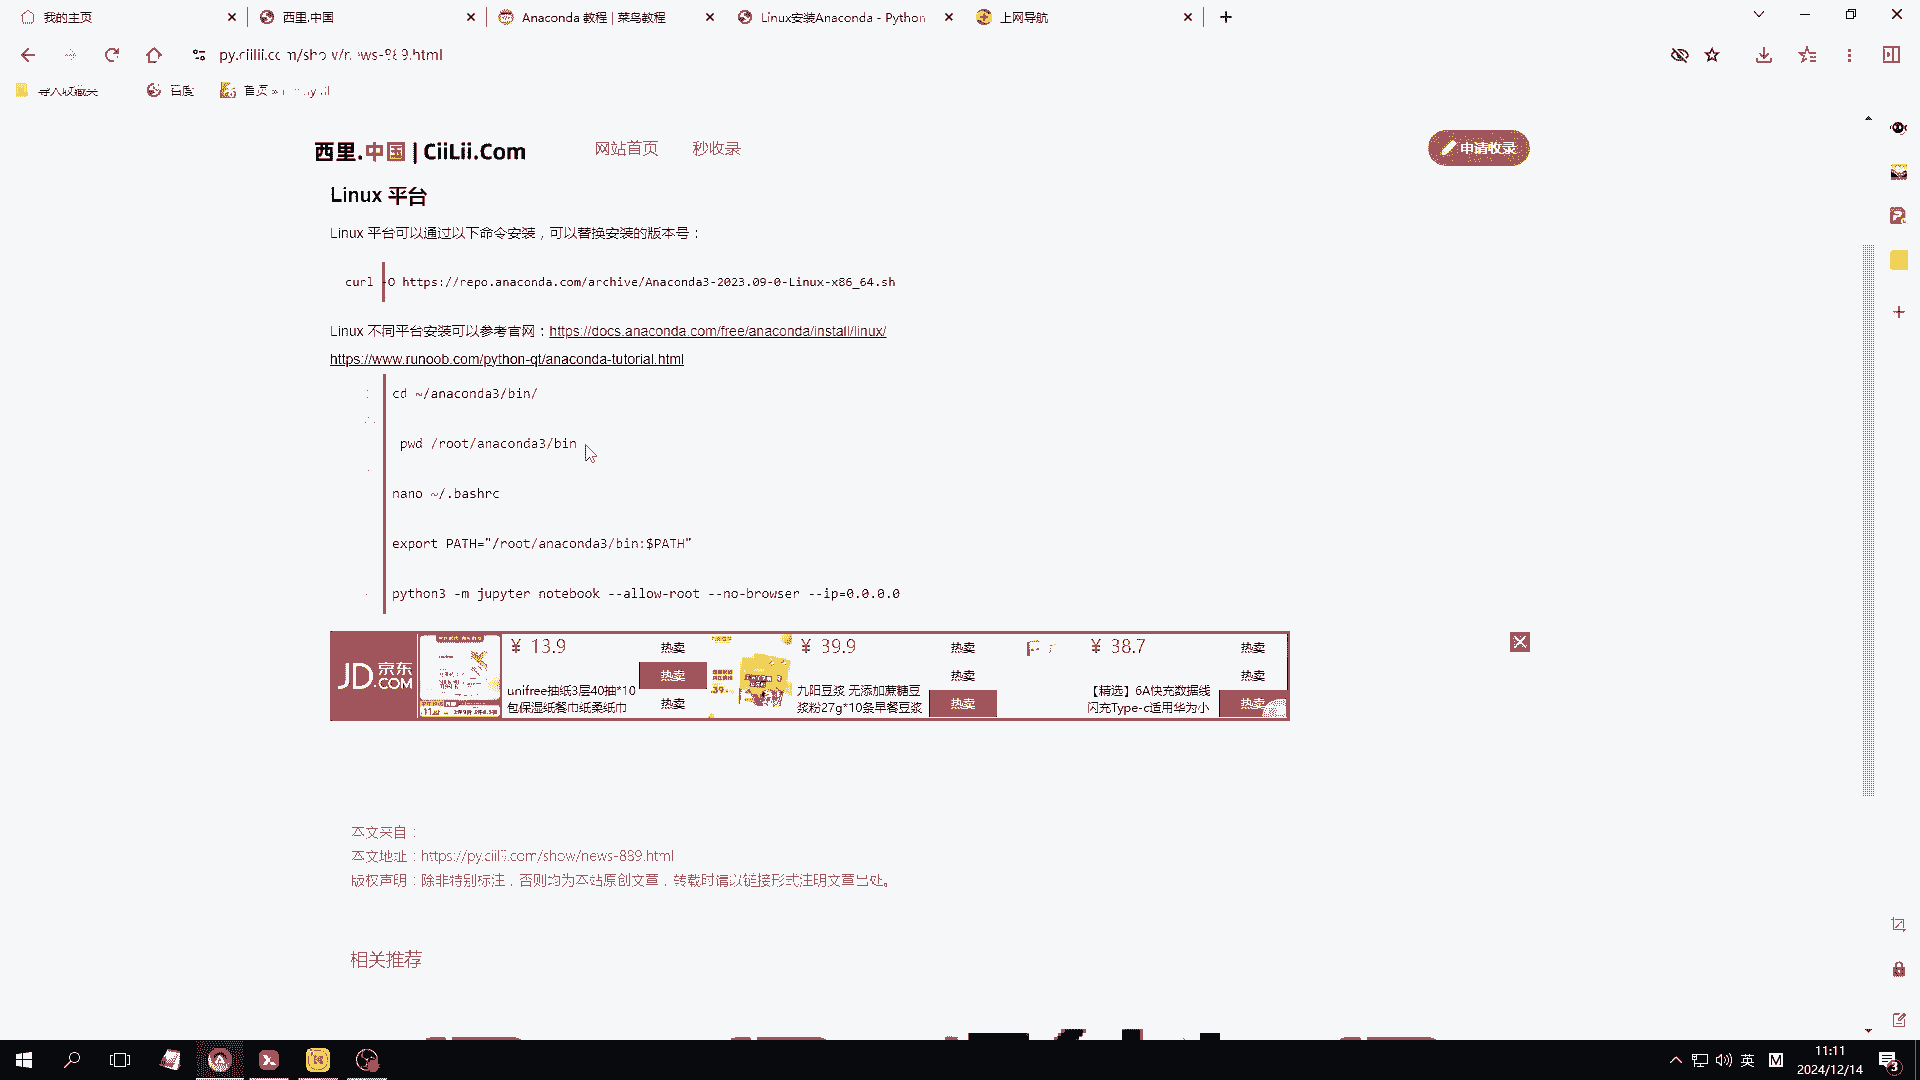 我的主页
西里.中国
Anaconda 教程 | 菜鸟教程
Linux安装Anaconda - Python
上网导航
py.ciilii.com/show/news-889.html
导入收藏夹
百度
首页 »
西里.中国 | CiiLii.Com
网站首页
秒收录
申请收录
Linux 平台
Linux 平台可以通过以下命令安装，可以替换安装的版本号：
curl -O https://repo.anaconda.com/archive/Anaconda3-2023.09-0-Linux-x86_64.sh
Linux 不同平台安装可以参考官网：https://docs.anaconda.com/free/anaconda/install/linux/
https://www.runoob.com/python-qt/anaconda-tutorial.html
cd ~/anaconda3/bin/
pwd /root/anaconda3/bin
nano ~/.bashrc
export PATH="/root/anaconda3/bin:$PATH"
python3 -m jupyter notebook --allow-root --no-browser --ip=0.0.0.0
JD京东.COM
¥ 13.9
热卖
热卖
热卖
unifree抽纸3层40抽*10
包保湿纸餐巾纸柔纸巾
¥ 39.9
热卖
热卖
热卖
九阳豆浆 无添加蔗糖豆
浆粉27g*10条早餐豆浆
¥ 38.7
热卖
热卖
热卖
【精选】6A快充数据线
闪充Type-c适用华为小
本文来自：
本文地址：https://py.ciilii.com/show/news-889.html
版权声明：除非特别标注，否则均为本站原创文章，转载时请以链接形式注明文章出处。
相关推荐
英
M
11:11
2024/12/14
3